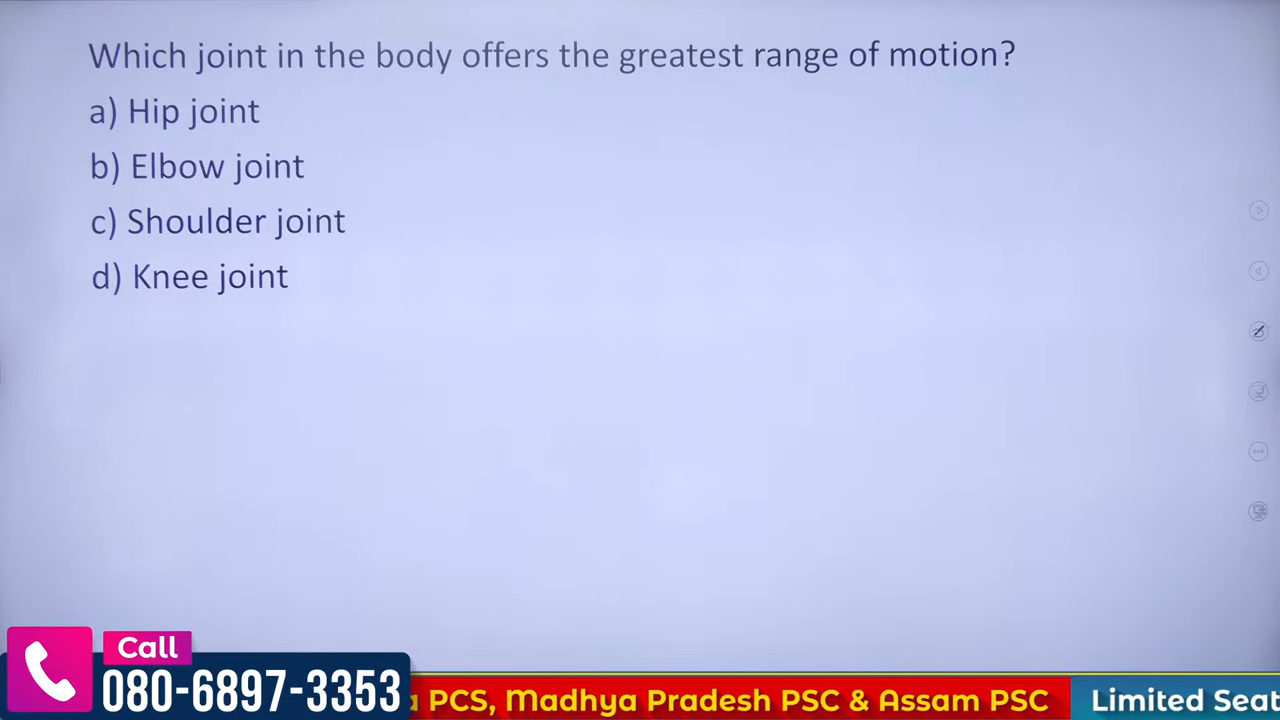 Which joint in the body offers the greatest range of motion?
a) Hip joint
b) Elbow joint
c) Shoulder joint
d) Knee joint
Call
080-6897-3353
PCS, Madhya Pradesh PSC & Assam PSC
Limited